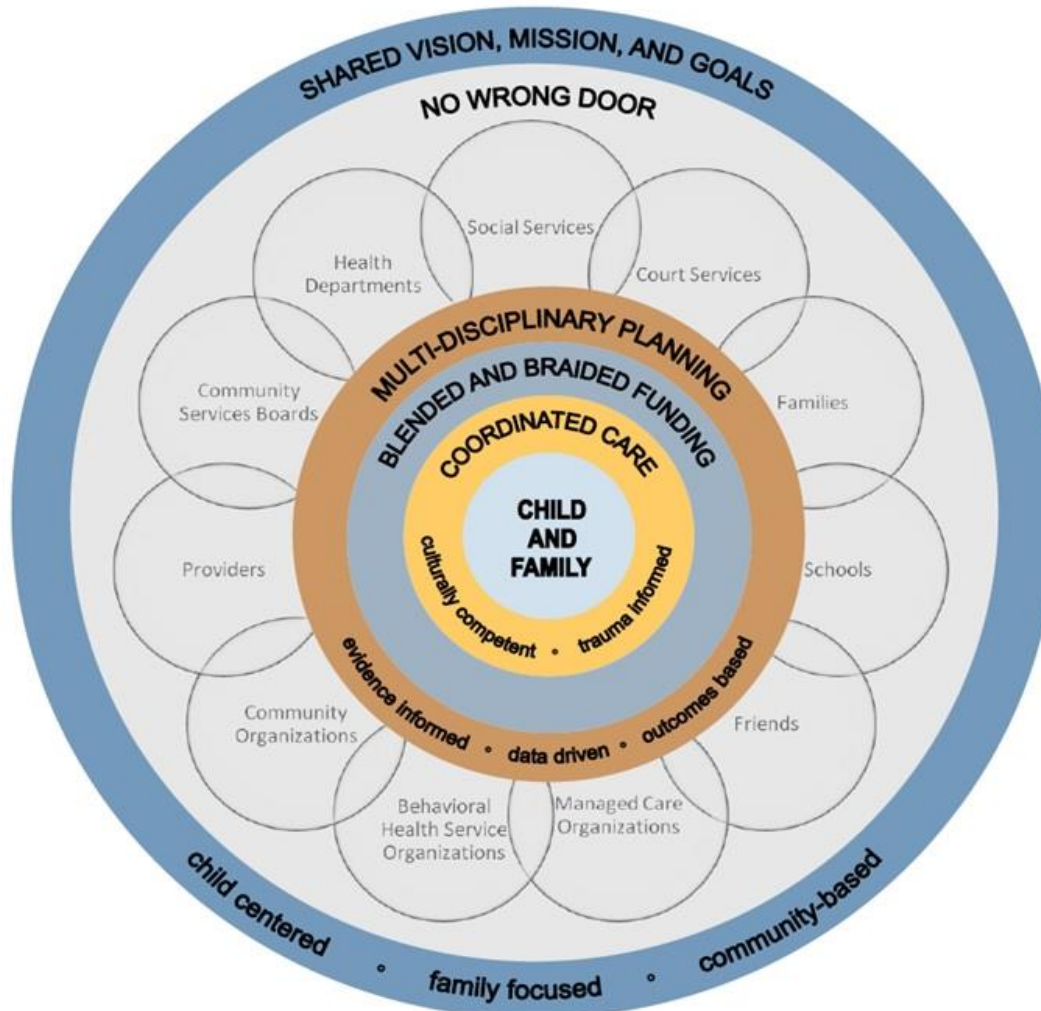 SHARED VISION, MISSION, AND GOALS
NO WRONG DOOR
Social Services
Health
Departments
Court Services
Community
Services Boards
Families
Providers
Schools
Community
Organizations
Friends
Behavioral
Health Service
Organizations
Managed Care
Organizations
MULTI-DISCIPLINARY PLANNING
BLENDED AND BRAIDED FUNDING
COORDINATED CARE
CHILD
AND
FAMILY
culturally competent ∘ trauma informed
evidence informed ∘ data driven ∘ outcomes based
child centered ∘ family focused ∘ community-based